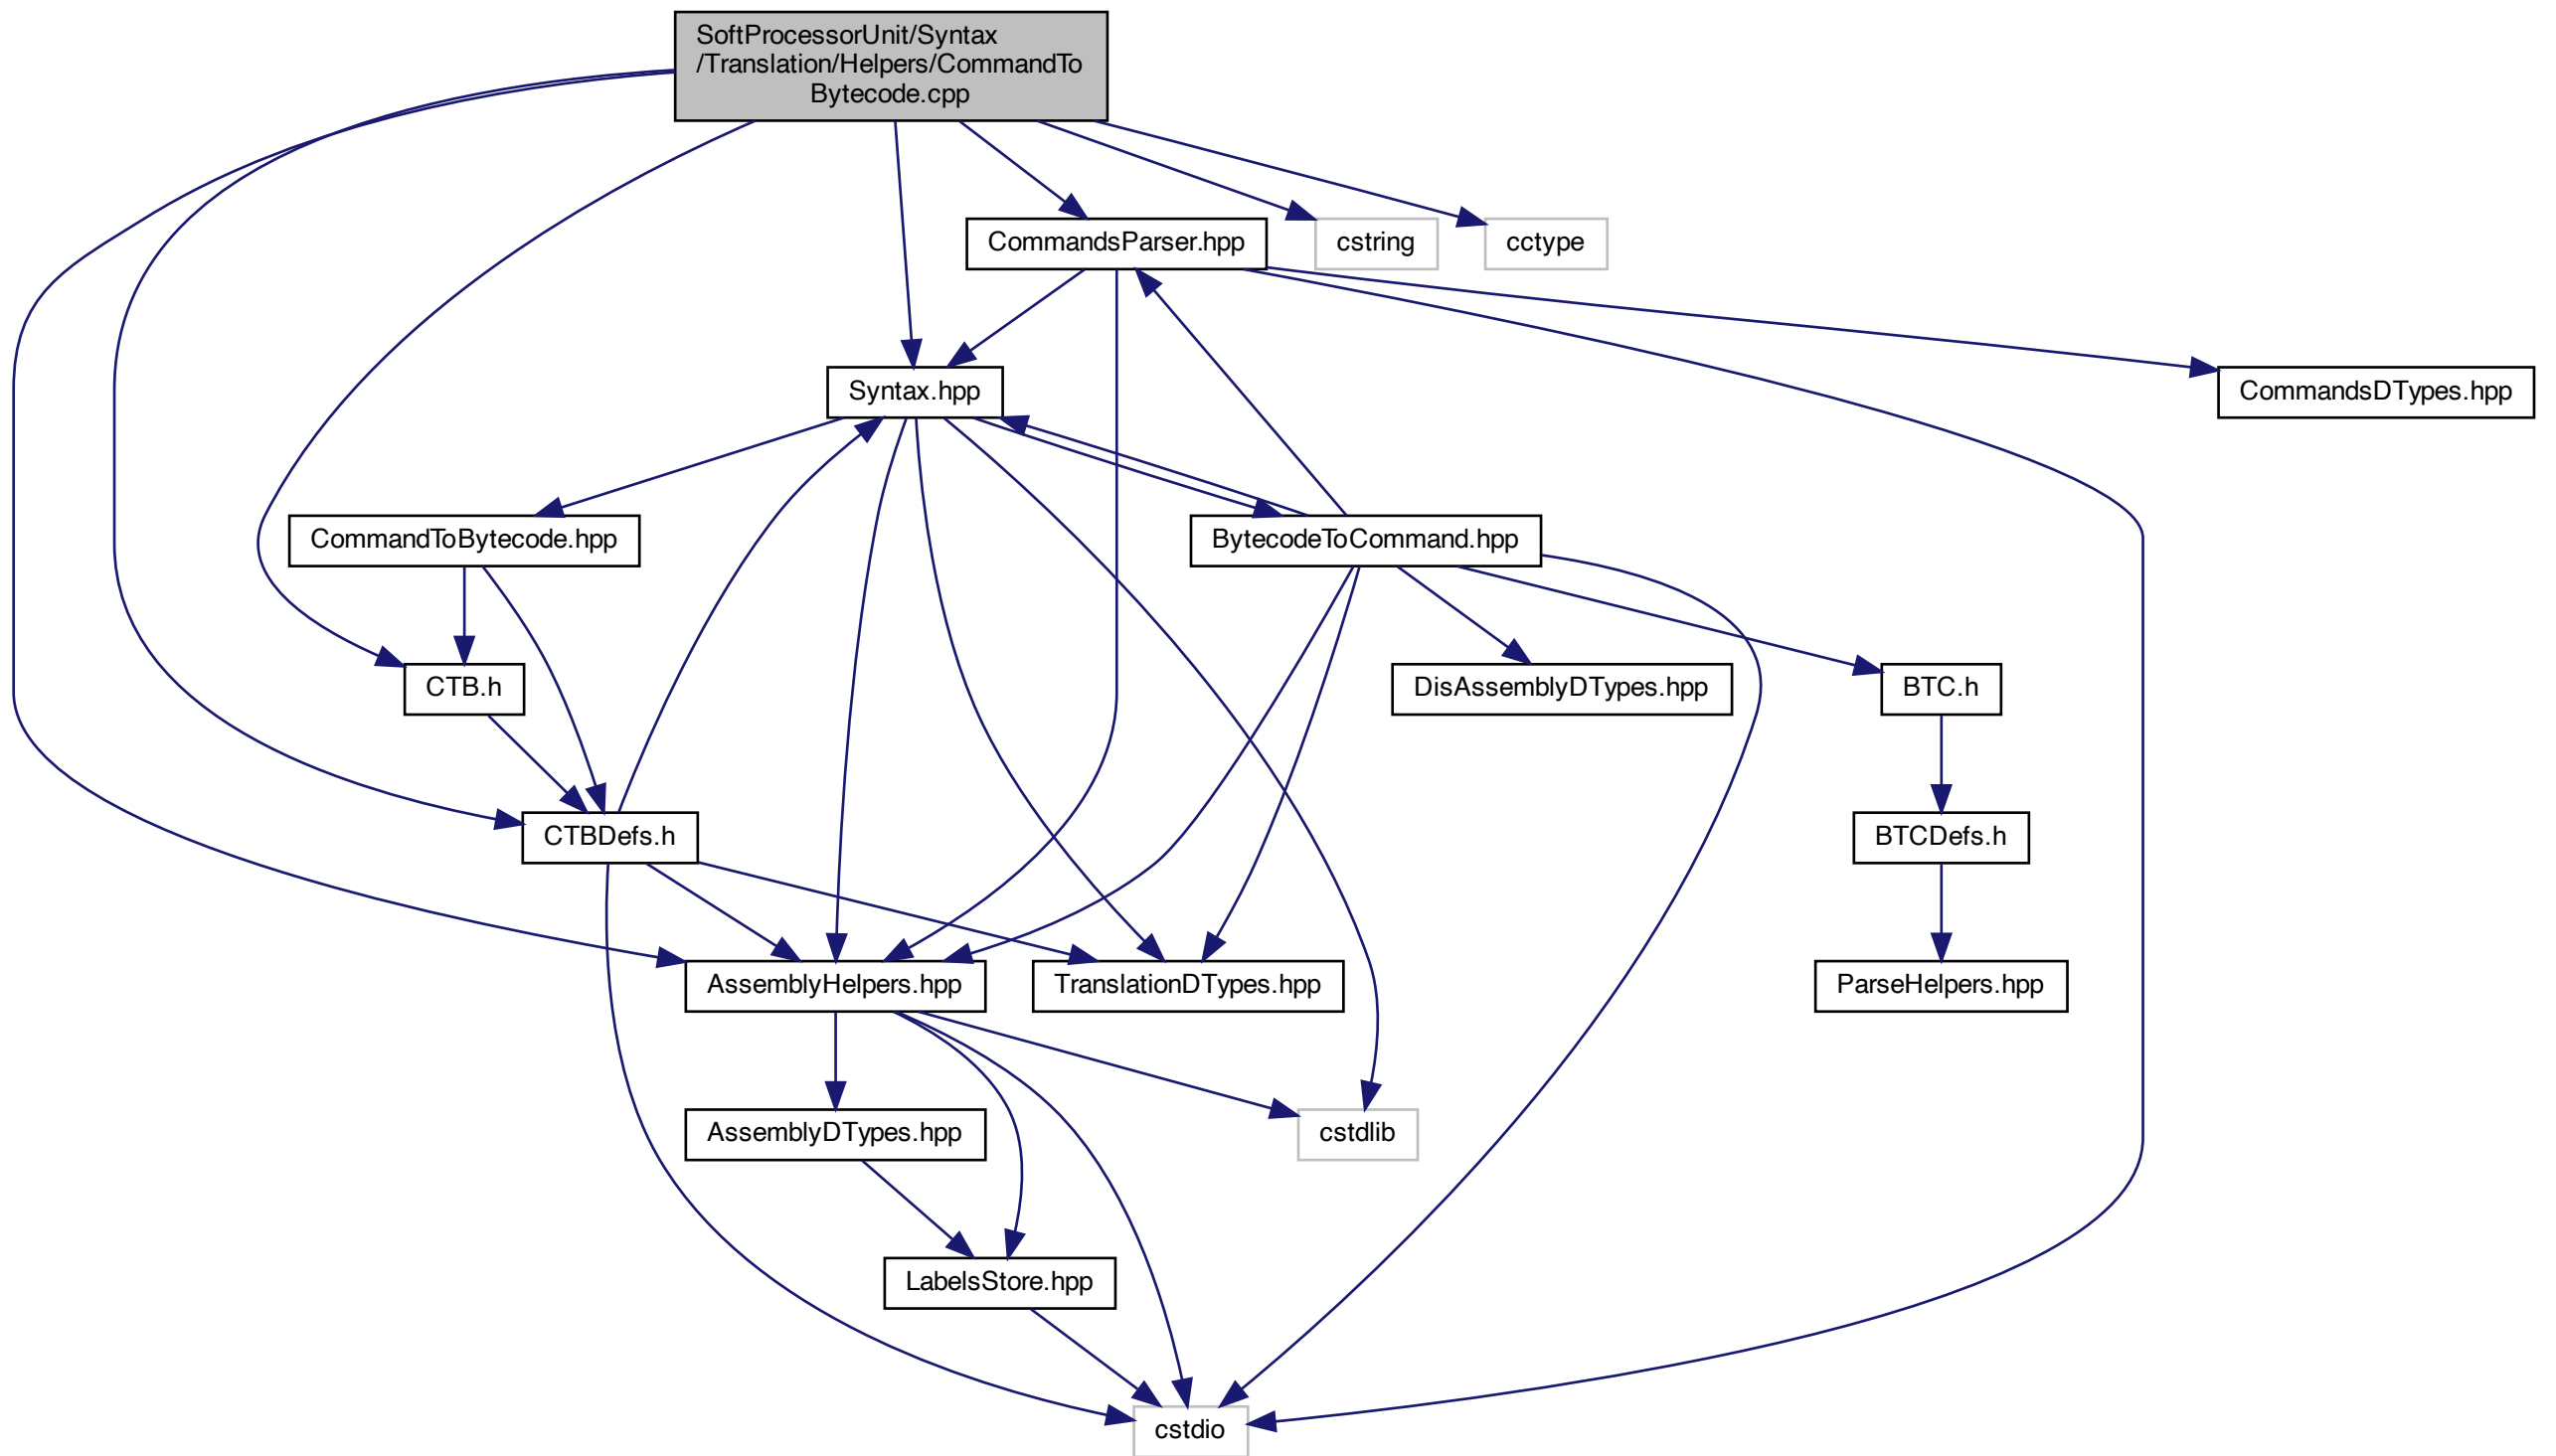 SoftProcessorUnit/Syntax
/Translation/Helpers/CommandTo
Bytecode.cpp
CommandsParser.hpp
cstring
cctype
Syntax.hpp
CommandsDTypes.hpp
CommandToBytecode.hpp
BytecodeToCommand.hpp
CTB.h
DisAssemblyDTypes.hpp
BTC.h
CTBDefs.h
BTCDefs.h
AssemblyHelpers.hpp
TranslationDTypes.hpp
ParseHelpers.hpp
AssemblyDTypes.hpp
cstdlib
LabelsStore.hpp
cstdio